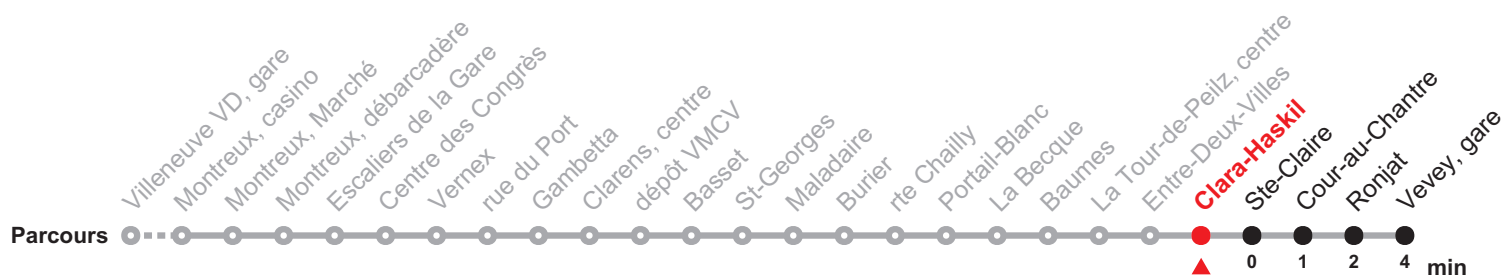 Villeneuve VD, gare
Montreux, casino
Montreux, Marché
Montreux, débarcadère
Escaliers de la Gare
Centre des Congrès
Vernex
rue du Port
Gambetta
Clarens, centre
dépôt VMCV
Basset
St-Georges
Maladaire
Burier
rte Chailly
Portail-Blanc
La Becque
Baumes
La Tour-de-Peilz, centre
Entre-Deux-Villes
Clara-Haskil
Ste-Claire
Cour-au-Chantre
Ronjat
Vevey, gare
Parcours
0 1 2 4 min